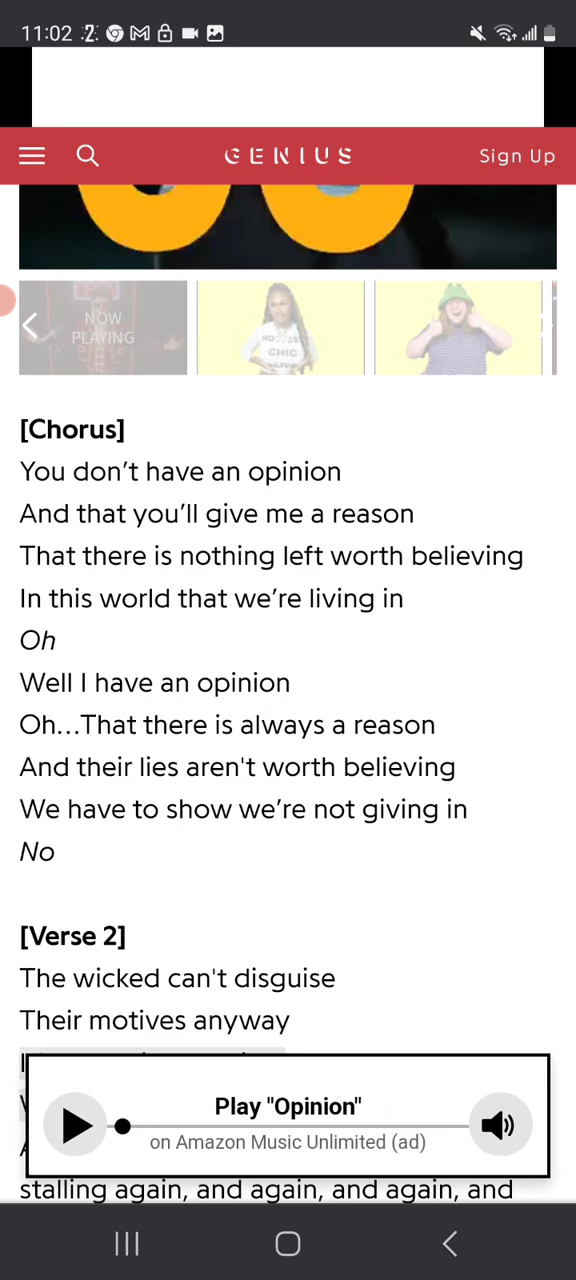 11:02
GENIUS
Sign Up
NOW
PLAYING
CHIC
[Chorus]
You don’t have an opinion
And that you’ll give me a reason
That there is nothing left worth believing
In this world that we’re living in
Oh
Well I have an opinion
Oh...That there is always a reason
And their lies aren't worth believing
We have to show we’re not giving in
No
[Verse 2]
The wicked can't disguise
Their motives anyway
Play "Opinion"
on Amazon Music Unlimited (ad)
stalling again, and again, and again, and